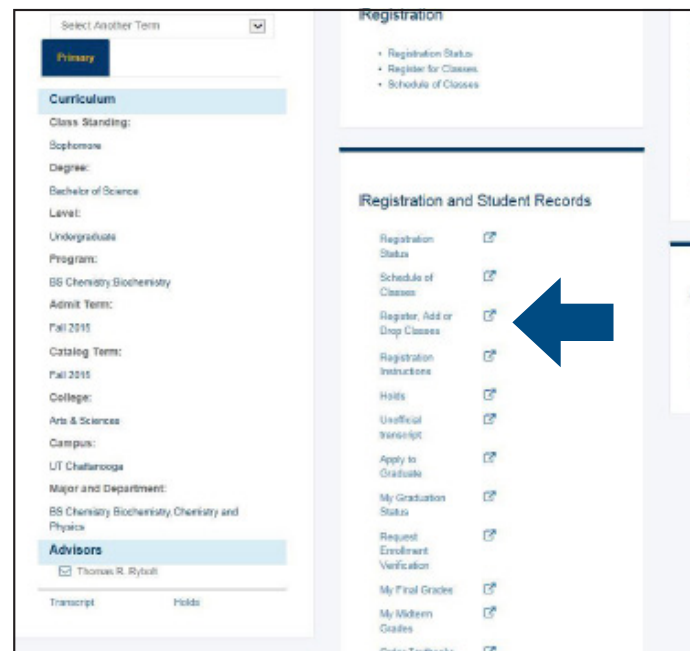 Select Another Term
Primary
Curriculum
Class Standing:
Sophomore
Degree:
Bachelor of Science
Level:
Undergraduate
Program:
BS Chemistry:Biochemistry
Admit Term:
Fall 2015
Catalog Term:
Fall 2015
College:
Arts & Sciences
Campus:
UT Chattanooga
Major and Department:
BS Chemistry: Biochemistry, Chemistry and
Physics
Advisors
Thomas R. Rybolt
Transcript Holds
Registration
• Registration Status
• Register for Classes
• Schedule of Classes
Registration and Student Records
Registration
Status
Schedule of
Classes
Register, Add or
Drop Classes
Registration
Instructions
Holds
Unofficial
transcript
Apply to
Graduate
My Graduation
Status
Request
Enrollment
Verification
My Final Grades
My Midterm
Grades
Order Textbooks